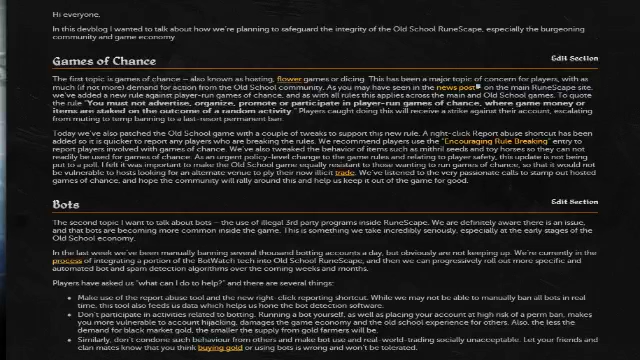 Hi everyone,
In this devblog I wanted to talk about how we're planning to safeguard the integrity of the Old School RuneScape, especially the burgeoning
community and game economy.
Games of Chance
Edit Section
The first topic is games of chance – also known as hosting, flower games or dicing. This has been a major topic of concern for players, with as
much (if not more) demand for action from the Old School community. As you may have seen in the news post on the main RuneScape site,
we've added a new rule against player-run games of chance, and as with all rules this applies across the main and Old School games. To quote
the rule "You must not advertise, organize, promote or participate in player-run games of chance, where game money or
items are staked on the outcome of a random activity" Players caught doing this will receive a strike against their account, escalating
from muting to temp banning to a last-resort permanent ban.
Today we've also patched the Old School game with a couple of tweaks to support this new rule. A right-click Report abuse shortcut has been
added so it is quicker to report any players who are breaking the rules. We recommend players use the "Encouraging Rule Breaking" entry to
report players involved with games of chance. We've also tweaked the behavior of items such as mithril seeds and toy horses so they can not
readily be used for games of chance. As an urgent policy-level change to the game rules and relating to player safety, this update is not being
put to a poll. I felt it was important to make the Old School game equally resistant to those wanting to run games of chance, so that it would not
be vulnerable to hosts looking for an alternate venue to ply their now illicit trade. We've listened to the very passionate calls to stamp out hosted
games of chance, and hope the community will rally around this and help us keep it out of the game for good.
Bots
Edit Section
The second topic I want to talk about bots – the use of illegal 3rd party programs inside RuneScape. We are definitely aware there is an issue,
and that bots are becoming more common inside the game. This is something we take incredibly seriously, especially at the early stages of the
Old School economy.
In the last week we've been manually banning several thousand botting accounts a day, but obviously are not keeping up. We're currently in the
process of integrating a portion of the BotWatch tech into Old School RuneScape, and then we can progressively roll out more specific and
automated bot and spam detection algorithms over the coming weeks and months.
Players have asked us "what can I do to help?" and there are several things:
• Make use of the report abuse tool and the new right-click reporting shortcut. While we may not be able to manually ban all bots in real
time, this tool also feeds us data which helps us hone the bot detection software.
• Don't participate in activities related to botting. Running a bot yourself, as well as placing your account at high risk of a perm ban, makes
you more vulnerable to account hijacking, damages the game economy and the old school experience for others. Also, the less the
demand for black market gold, the smaller the supply from gold farmers will be.
• Similarly, don't condone such behaviour from others and make bot use and real-world-trading socially unacceptable. Let your friends and
clan mates know that you think buying gold or using bots is wrong and won't be tolerated.